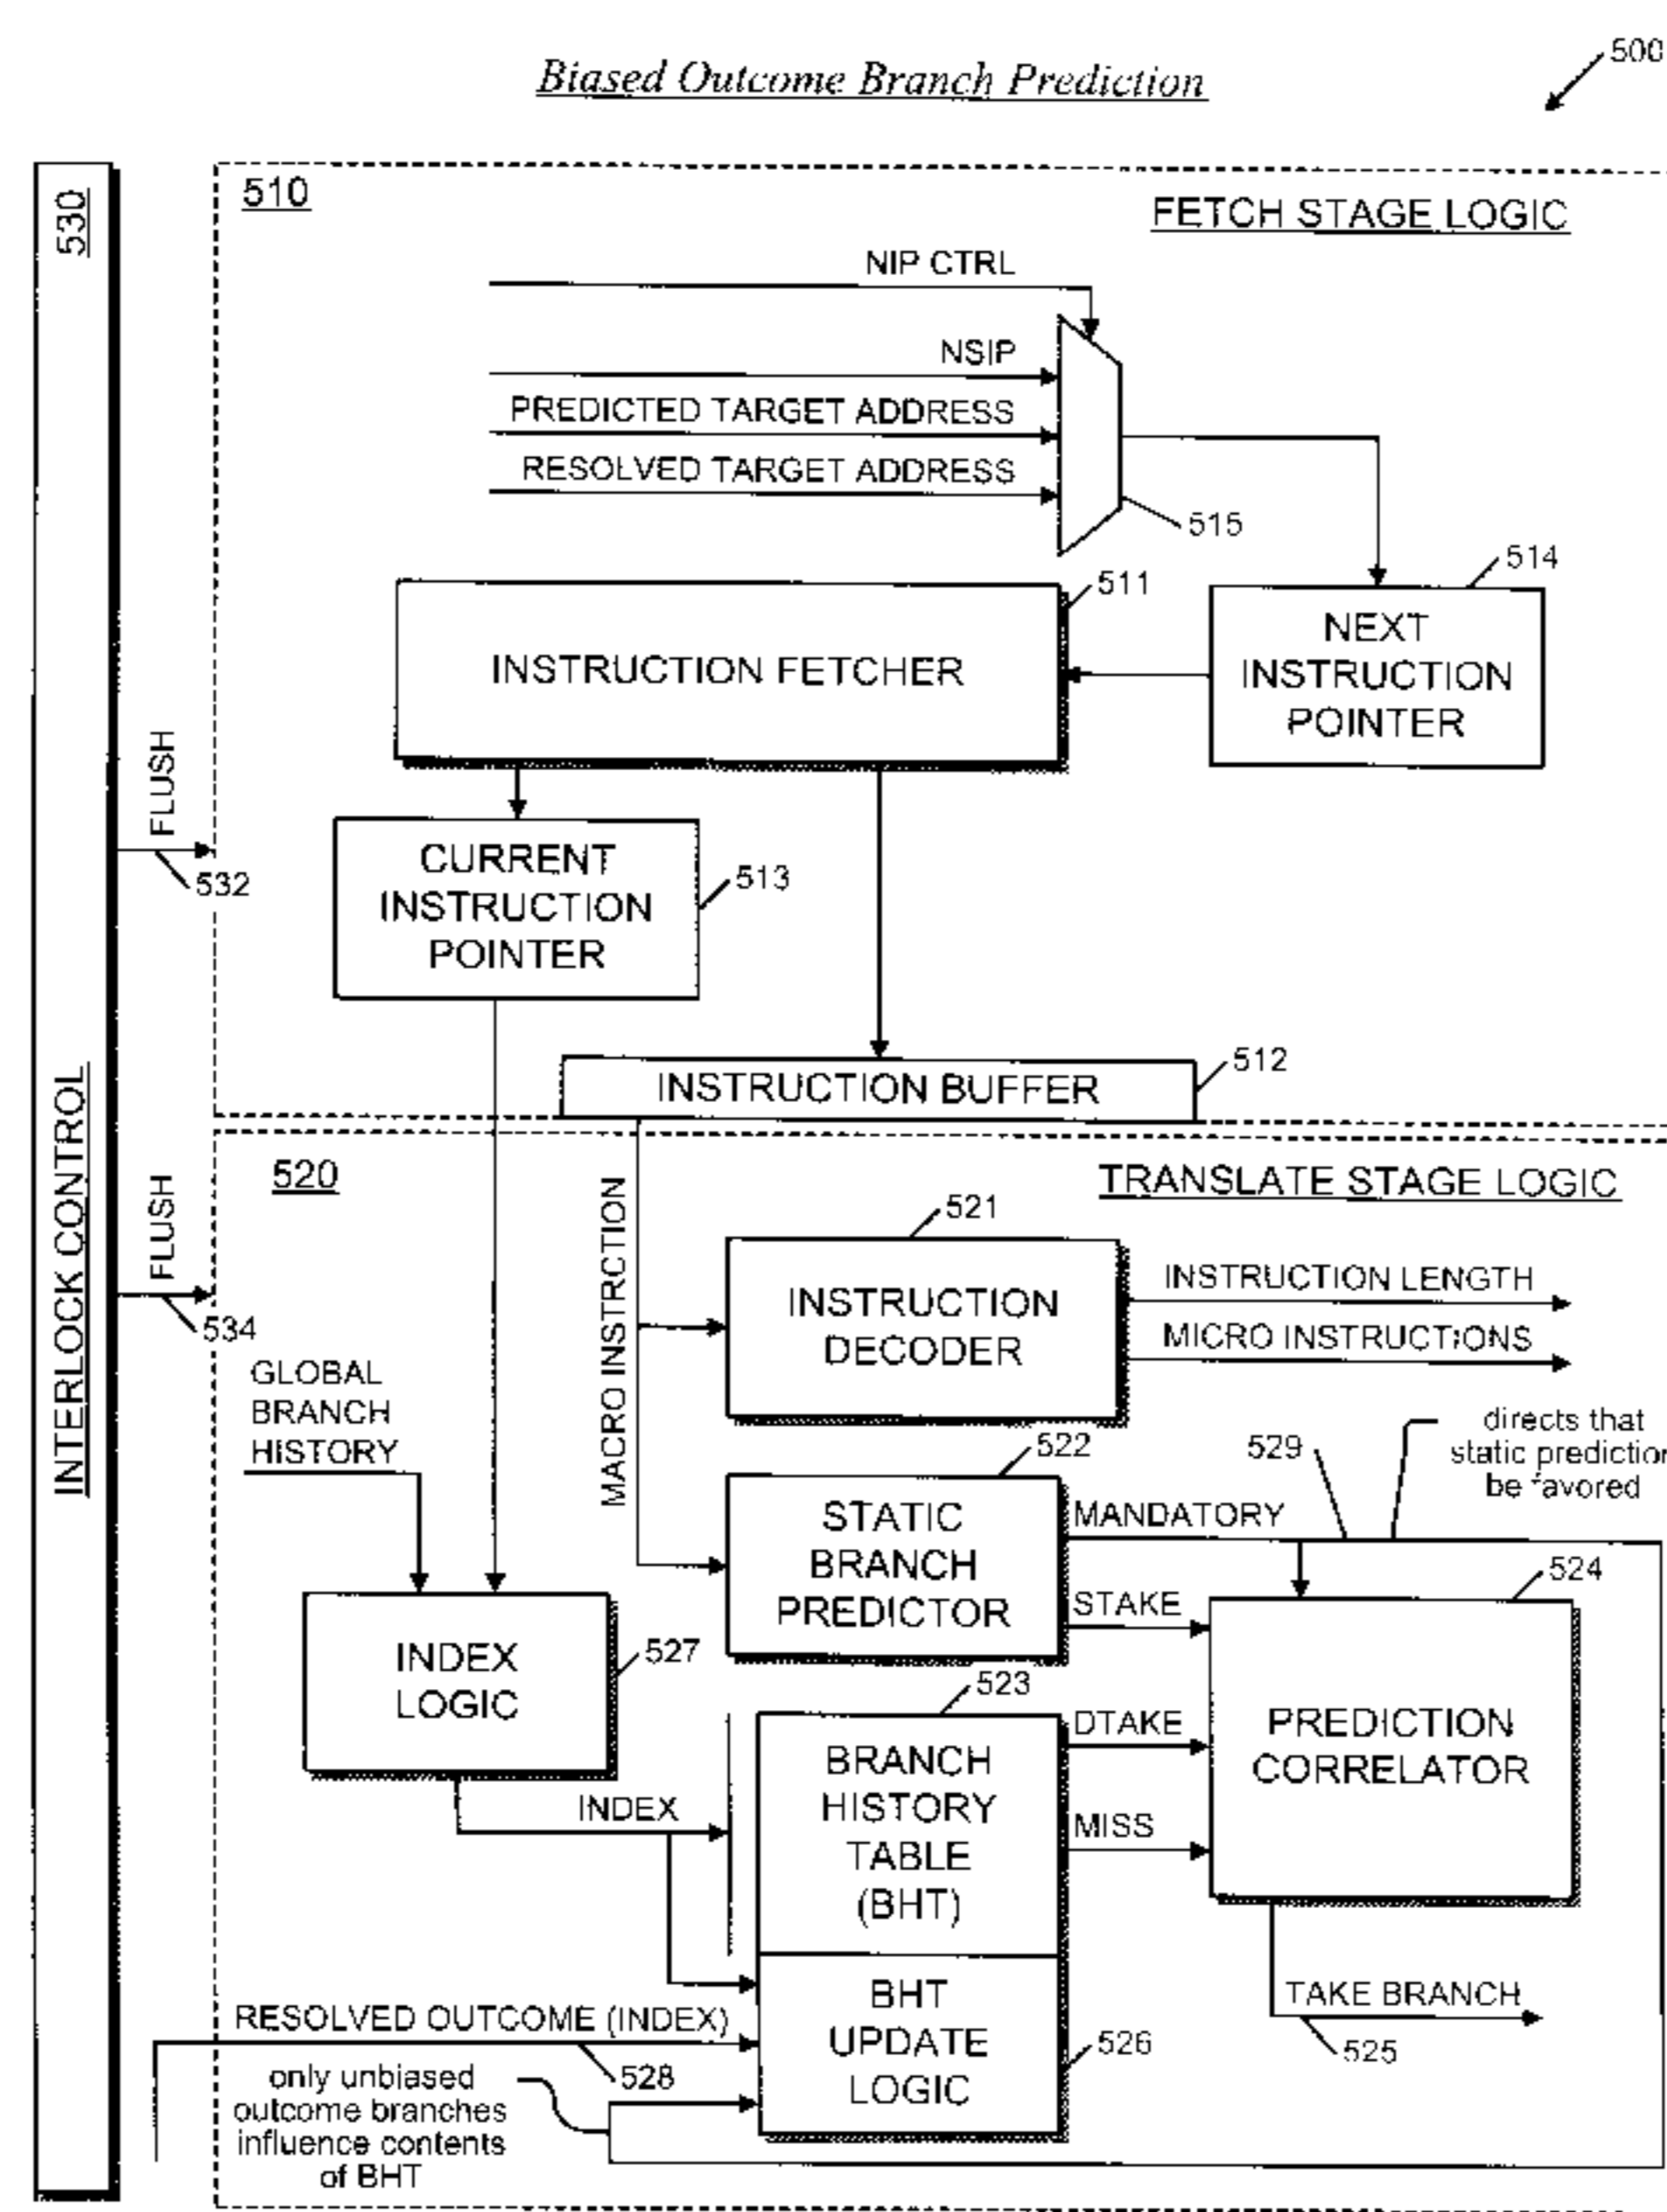 Biased Outcome Branch Prediction
500
530
INTERLOCK CONTROL
510
FETCH STAGE LOGIC
NIP CTRL
NSIP
PREDICTED TARGET ADDRESS
RESOLVED TARGET ADDRESS
515
514
511
INSTRUCTION FETCHER
NEXT
INSTRUCTION
POINTER
FLUSH
532
CURRENT
INSTRUCTION
POINTER
513
512
INSTRUCTION BUFFER
520
TRANSLATE STAGE LOGIC
FLUSH
534
MACRO INSTRCTION
521
INSTRUCTION
DECODER
INSTRUCTION LENGTH
MICRO INSTRUCTIONS
GLOBAL
BRANCH
HISTORY
522
529
directs that
static prediction
be favored
STATIC
BRANCH
PREDICTOR
MANDATORY
STAKE
524
INDEX
LOGIC
527
523
DTAKE
MISS
PREDICTION
CORRELATOR
BRANCH
HISTORY
TABLE
(BHT)
INDEX
BHT
UPDATE
LOGIC
526
TAKE BRANCH
525
RESOLVED OUTCOME (INDEX)
528
only unbiased
outcome branches
influence contents
of BHT